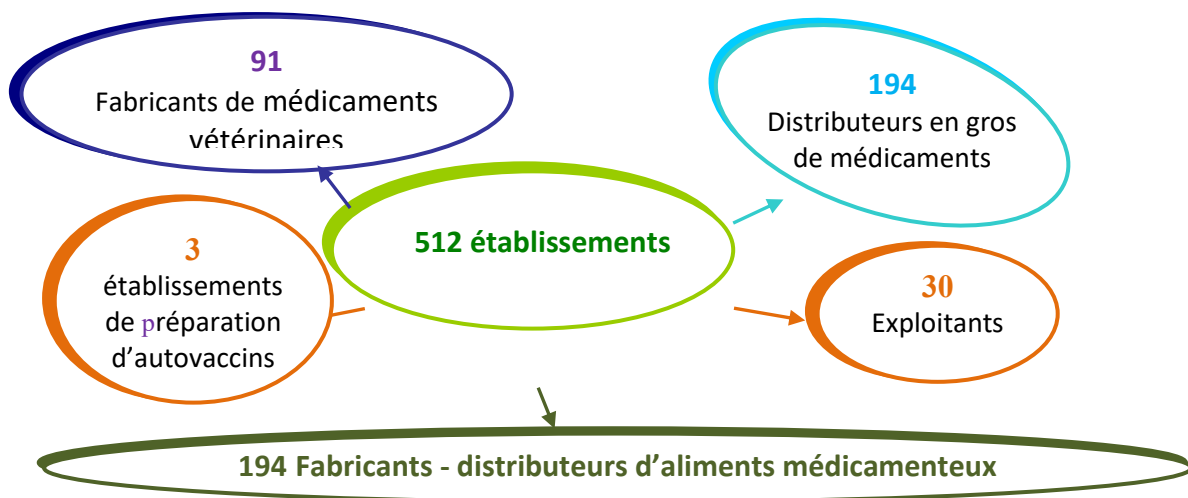 91
Fabricants de médicaments
vétérinaires
194
Distributeurs en gros
de médicaments
512 établissements
3
établissements
de préparation
d’autovaccins
30
Exploitants
194 Fabricants - distributeurs d’aliments médicamenteux